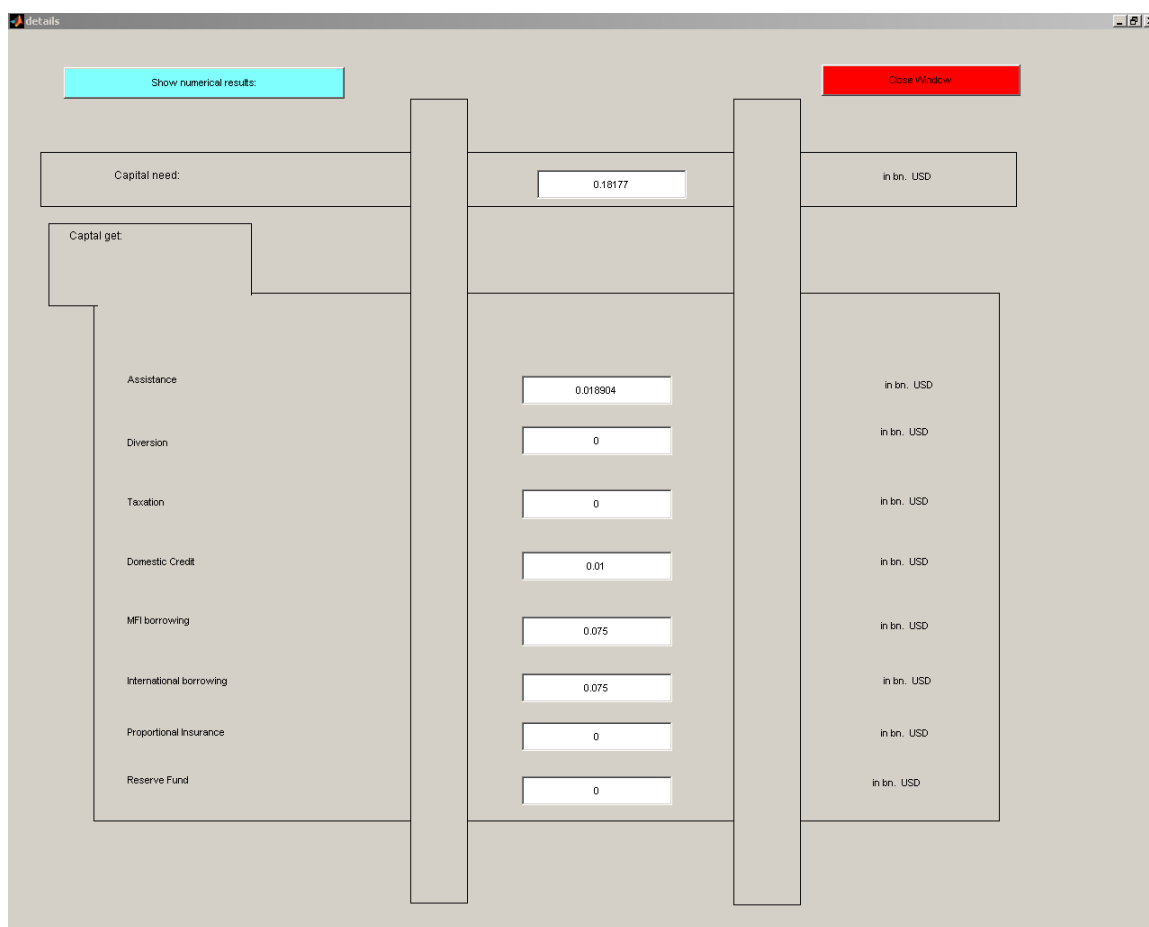 details
Show numerical results:
Close Window
Capital need:
0.18177
in bn. USD
Captal get:
Assistance
0.018904
in bn. USD
Diversion
0
in bn. USD
Taxation
0
in bn. USD
Domestic Credit
0.01
in bn. USD
MFI borrowing
0.075
in bn. USD
International borrowing
0.075
in bn. USD
Proportional Insurance
0
in bn. USD
Reserve Fund
0
in bn. USD